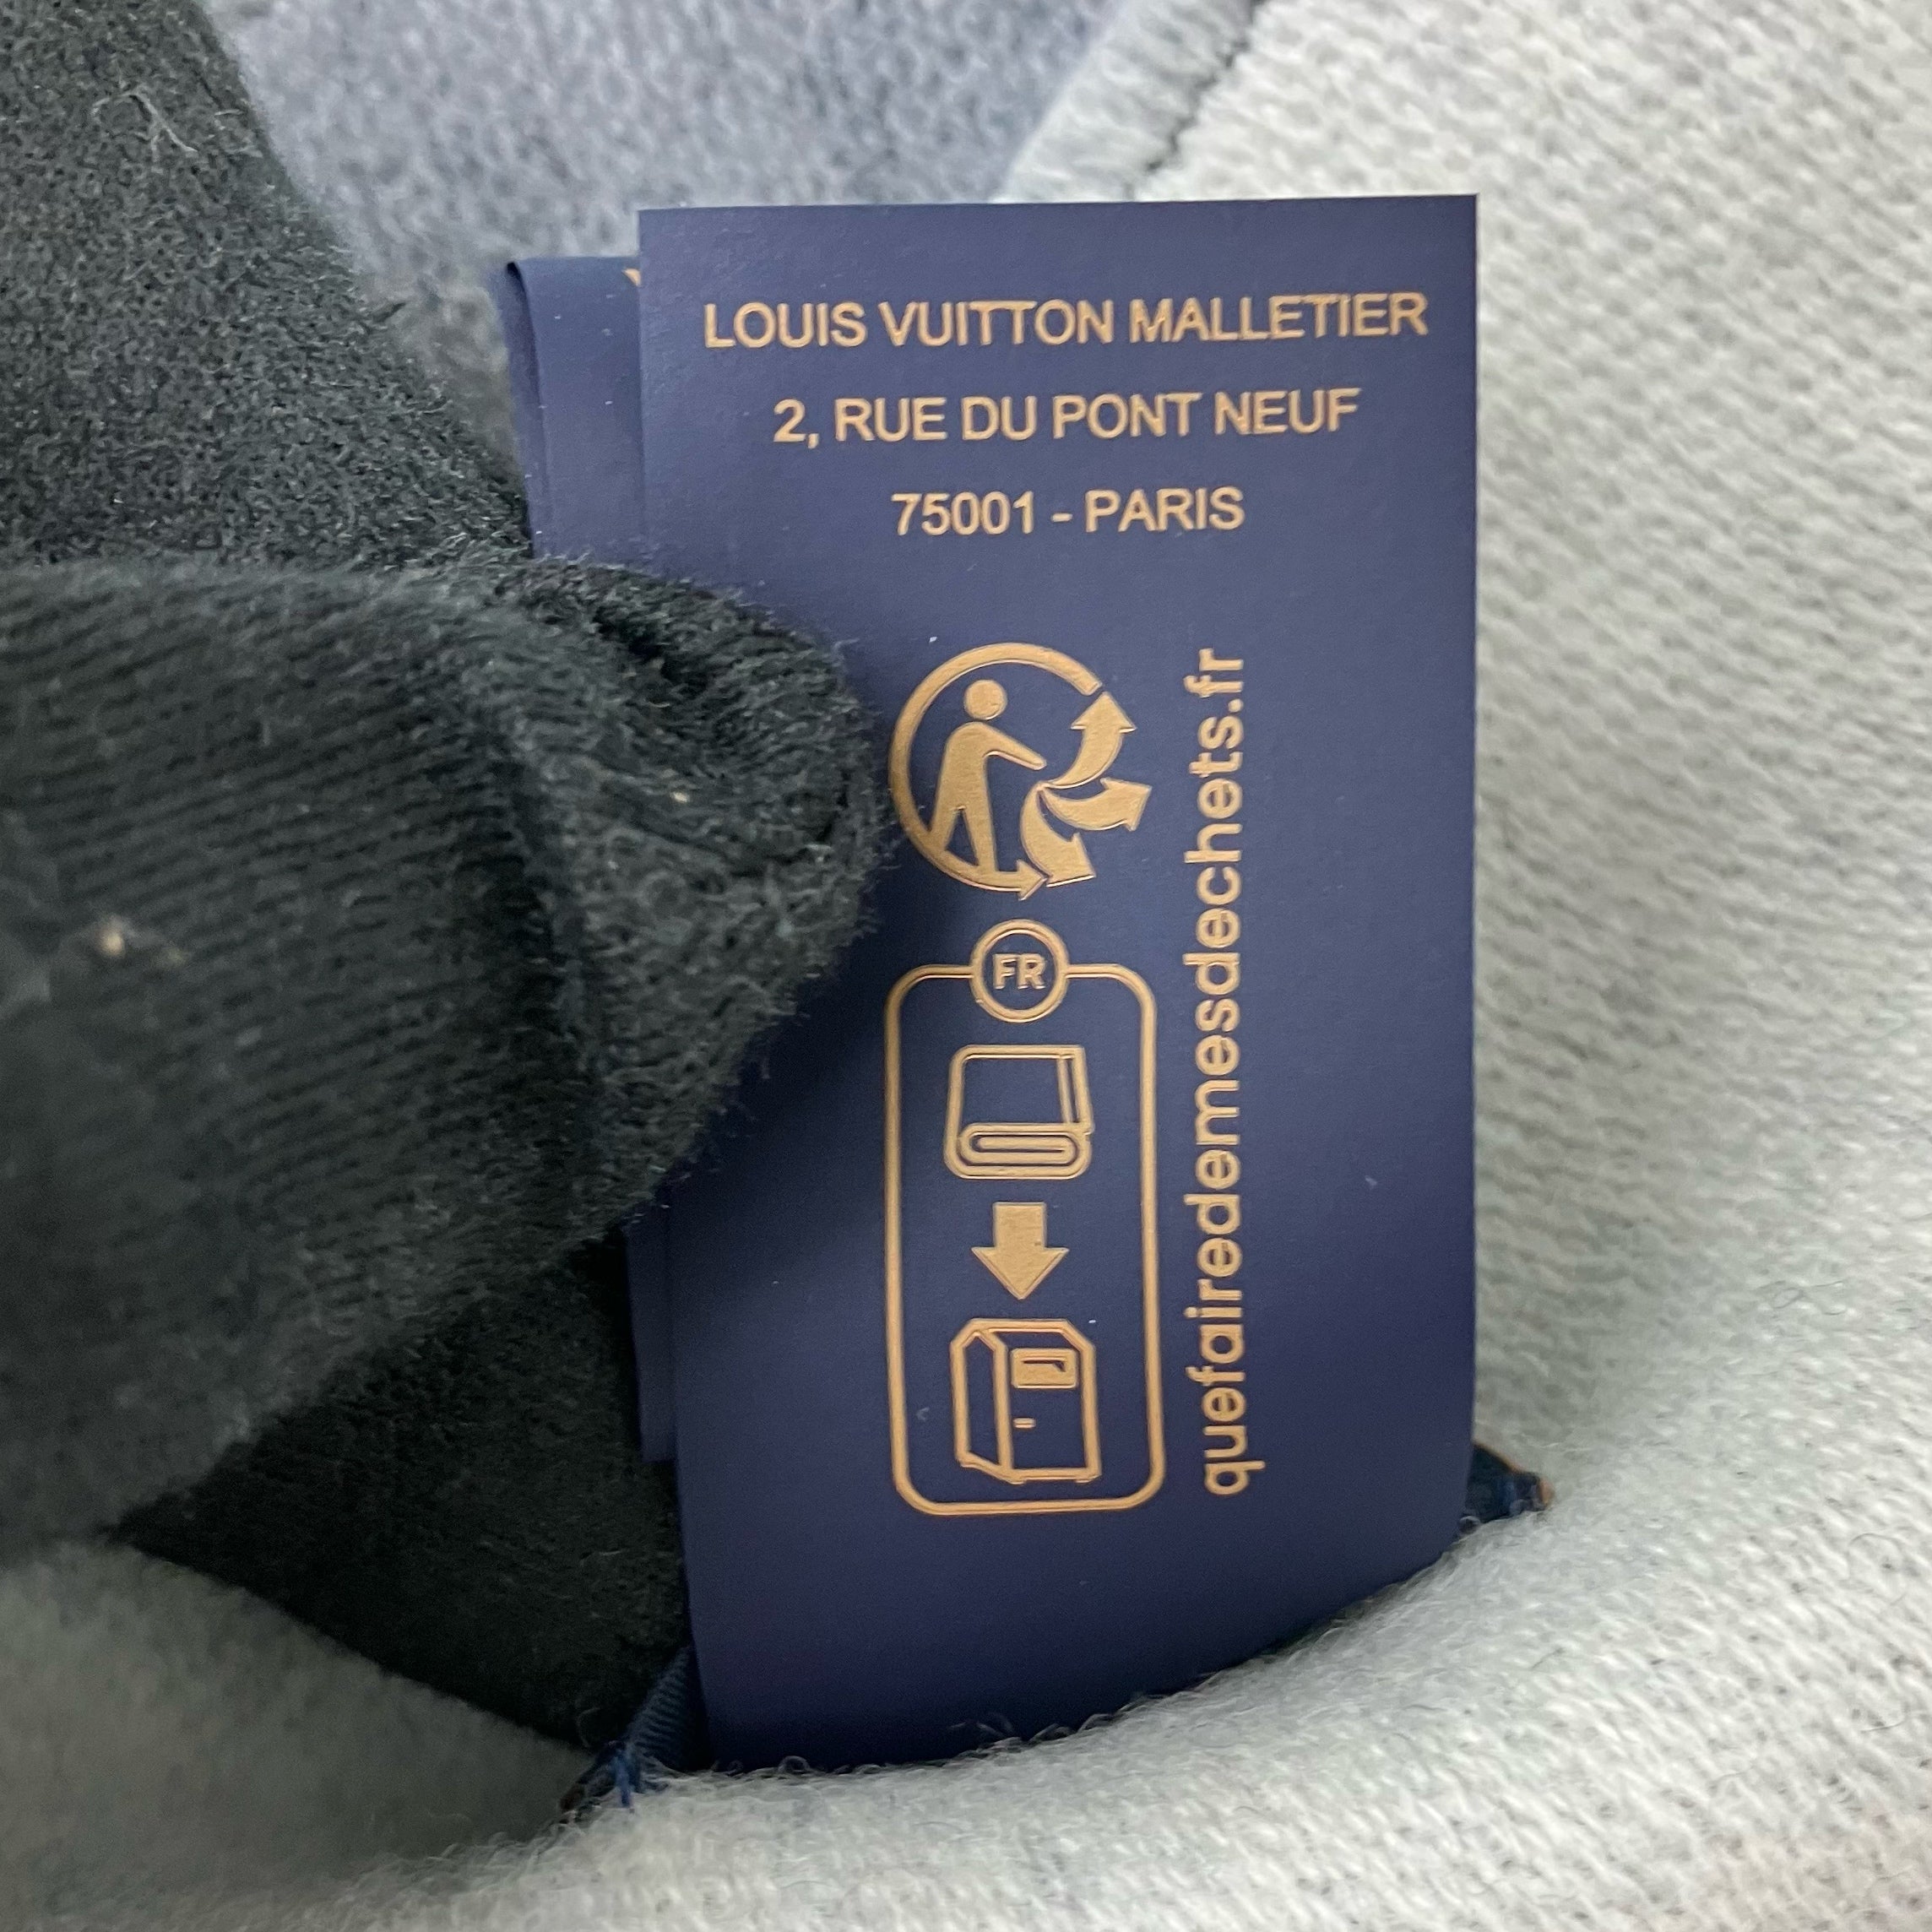 LOUIS VUITTON MALLETIER
2, RUE DU PONT NEUF
75001 - PARIS
FR
quefairedemesdechets.fr